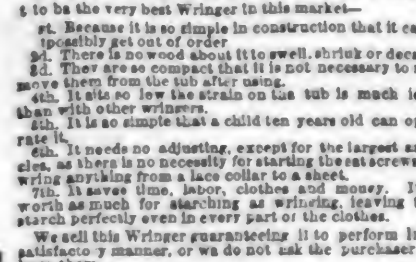 t to be the very best Wringer in this market—
st. Because it is so simple in construction that it ca
possibly get out of order
2d. There is no wood about it to swell, shrink or deca
3d. They are so compact that it is not necessary to r
move them from the tub after using.
4th. It sits so low the strain on the tub is much le
than with other wringers.
5th. It is so simple that a child ten years old can op
rate it.
6th. It needs no adjusting, except for the largest ar
cles, as there is no necessity for starting the set screws
wring anything from a lace collar to a sheet.
7th. It saves time, labor, clothes and money. I
worth as much for starching as wringing, leaving t
starch perfectly even in every part of the clothes.
We sell this Wringer guaranteeing it to perform in
satisfacto y manner, or we do not ask the purchaser